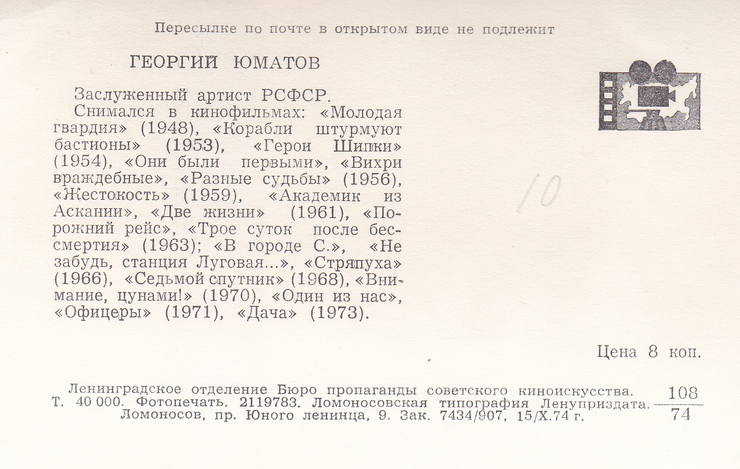 Пересылке по почте в открытом виде не подлежит
ГЕОРГИЙ ЮМАТОВ
Заслуженный артист РСФСР.
Снимался в кинофильмах: «Молодая
гвардия» (1948), «Корабли штурмуют
бастионы» (1953), «Герои Шипки»
(1954), «Они были первыми», «Вихри
враждебные», «Разные судьбы» (1956),
«Жестокость» (1959), «Академик из
Аскании», «Две жизни» (1961), «По-
рожний рейс», «Трое суток после бес-
смертия» (1963); «В городе С.», «Не
забудь, станция Луговая...», «Стряпуха»
(1966), «Седьмой спутник» (1968), «Вни-
мание, цунами!» (1970), «Один из нас»,
«Офицеры» (1971), «Дача» (1973).
10
Цена 8 коп.
Ленинградское отделение Бюро пропаганды советского киноискусства.
Т. 40 000. Фотопечать. 2119783. Ломоносовская типография Ленуприздата.
Ломоносов, пр. Юного ленинца, 9. Зак. 7434/907, 15/X.74 г.
108
74